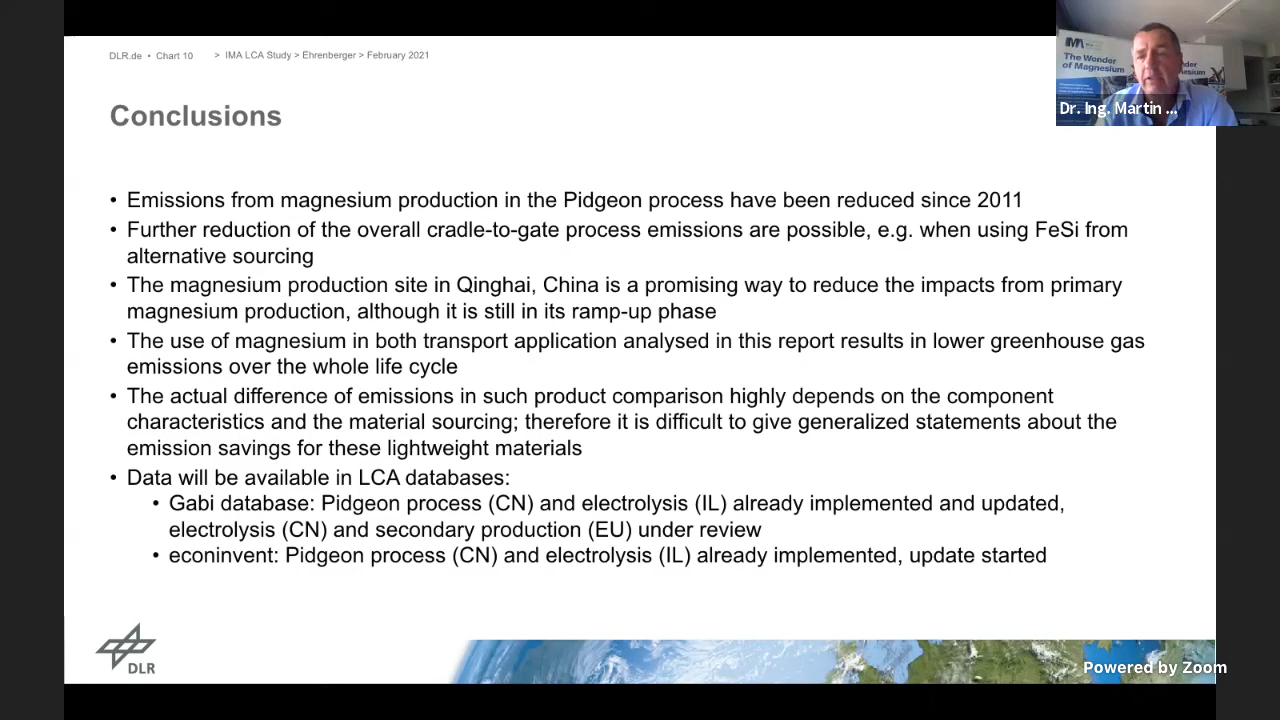 DLR.de • Chart 10 > IMA LCA Study > Ehrenberger > February 2021
The Wonder
of Magnesium
Dr. Ing. Martin ...
Conclusions
• Emissions from magnesium production in the Pidgeon process have been reduced since 2011
• Further reduction of the overall cradle-to-gate process emissions are possible, e.g. when using FeSi from
alternative sourcing
• The magnesium production site in Qinghai, China is a promising way to reduce the impacts from primary
magnesium production, although it is still in its ramp-up phase
• The use of magnesium in both transport application analysed in this report results in lower greenhouse gas
emissions over the whole life cycle
• The actual difference of emissions in such product comparison highly depends on the component
characteristics and the material sourcing; therefore it is difficult to give generalized statements about the
emission savings for these lightweight materials
• Data will be available in LCA databases:
• Gabi database: Pidgeon process (CN) and electrolysis (IL) already implemented and updated,
electrolysis (CN) and secondary production (EU) under review
• econinvent: Pidgeon process (CN) and electrolysis (IL) already implemented, update started
DLR
Powered by Zoom